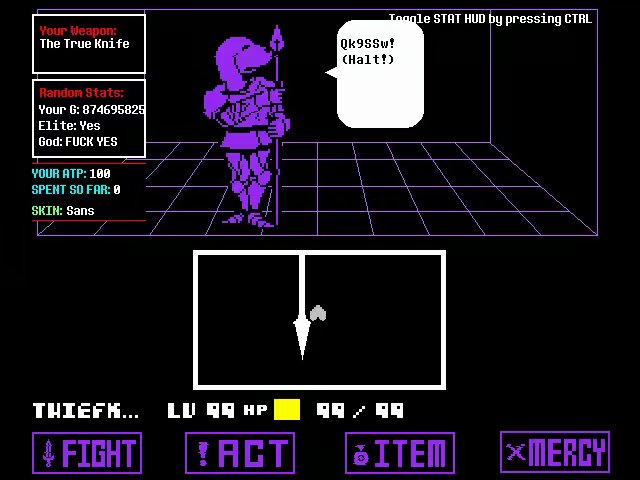 Toggle STAT HUD by pressing CTRL
Your Weapon:
The True Knife
Qk9SSw!
(Halt!)
Random Stats:
Your G: 874695825
Elite: Yes
God: FUCK YES
YOUR ATP: 100
SPENT SO FAR: 0
SKIN: Sans
THIEFK... LV 99 HP 99 / 99
FIGHT ACT ITEM MERCY